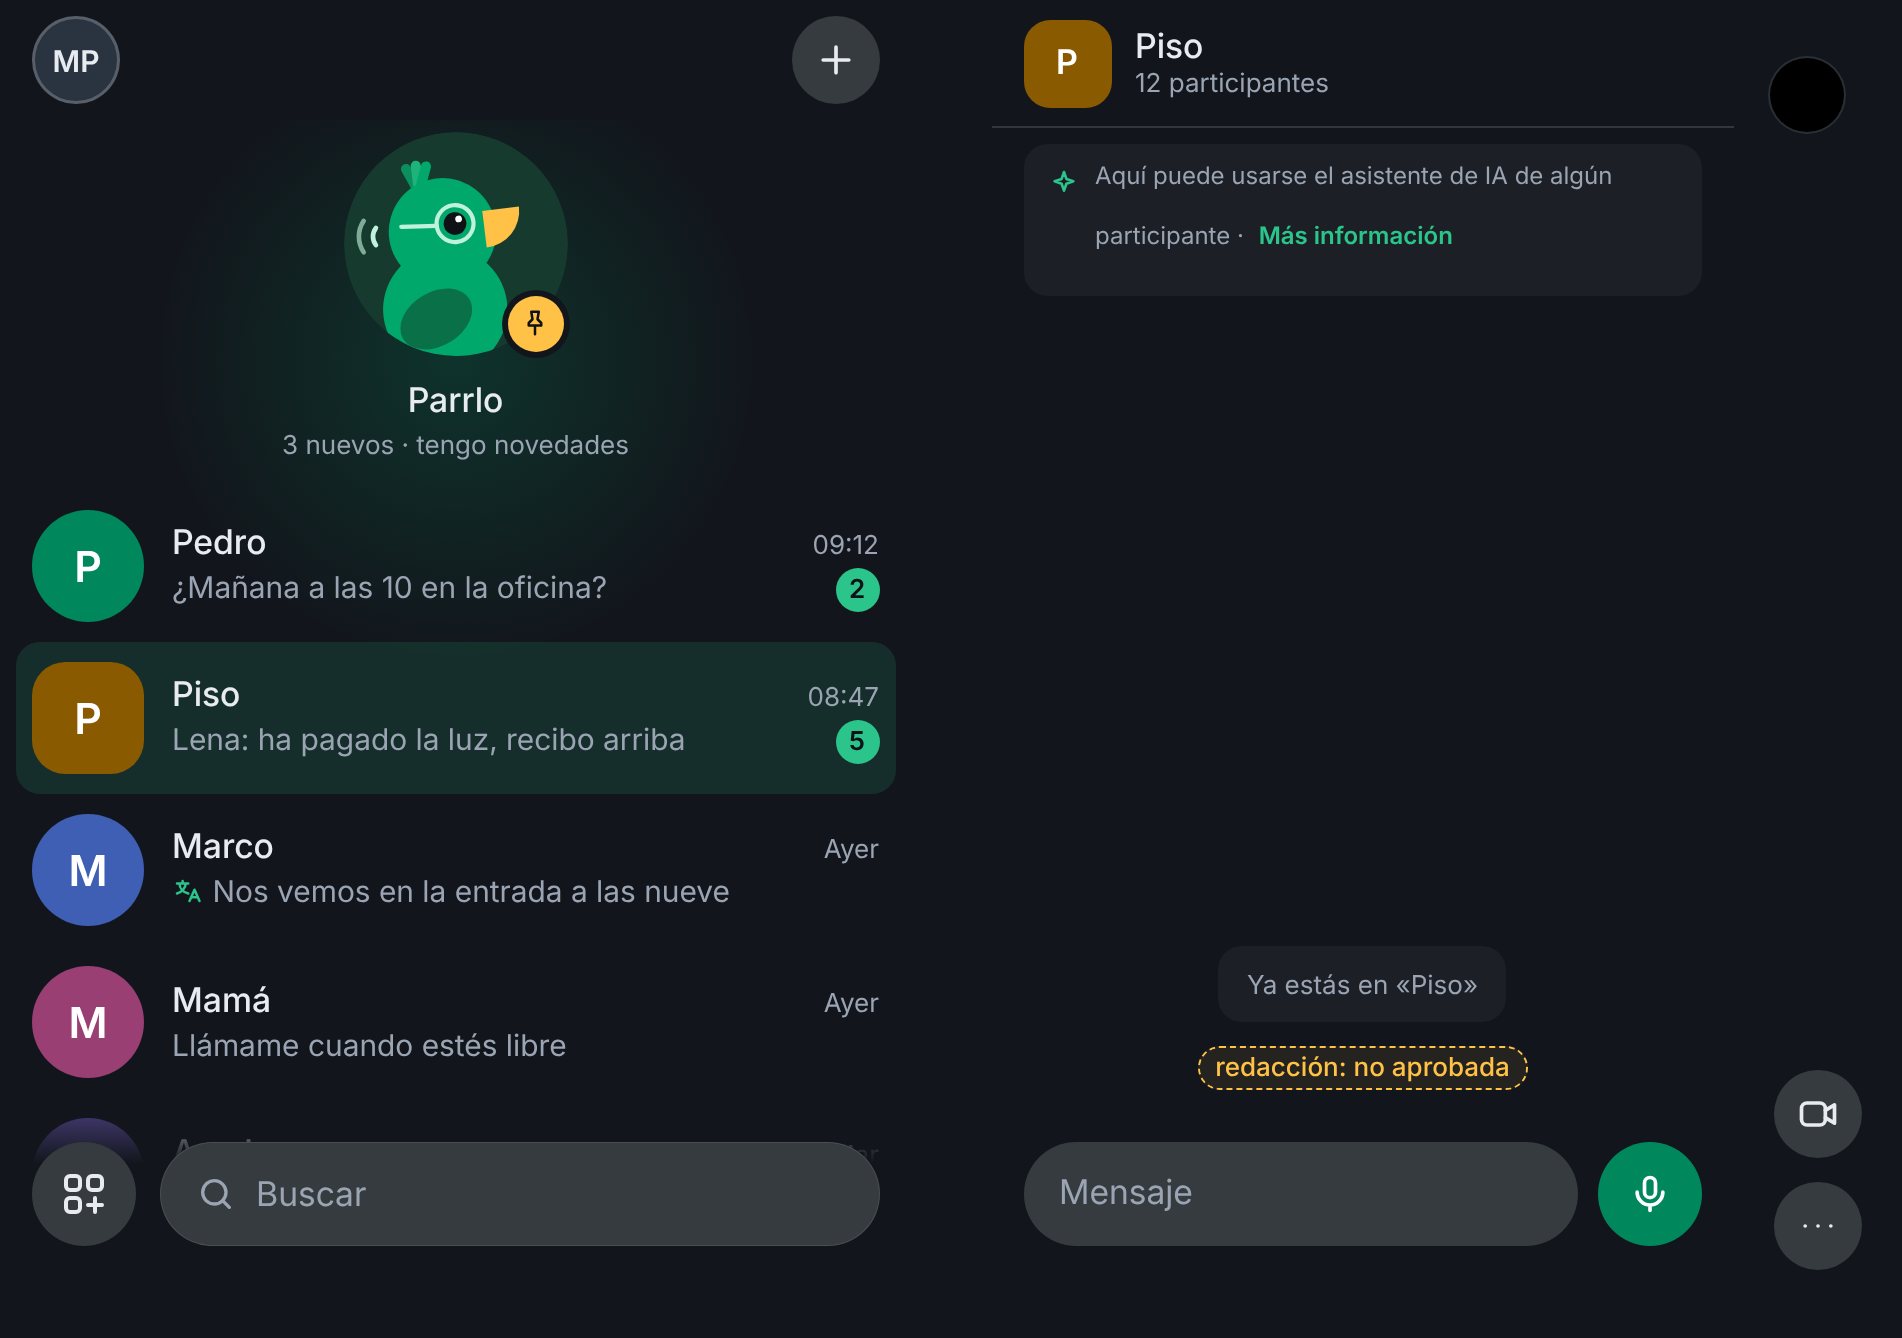 MP
Parrlo
3 nuevos · tengo novedades
P
Pedro
09:12
¿Mañana a las 10 en la oficina?
2
P
Piso
08:47
Lena: ha pagado la luz, recibo arriba
5
M
Marco
Ayer
Nos vemos en la entrada a las nueve
M
Mamá
Ayer
Llámame cuando estés libre
Buscar
P
Piso
12 participantes
Aquí puede usarse el asistente de IA de algún
participante · Más información
Ya estás en «Piso»
redacción: no aprobada
Mensaje